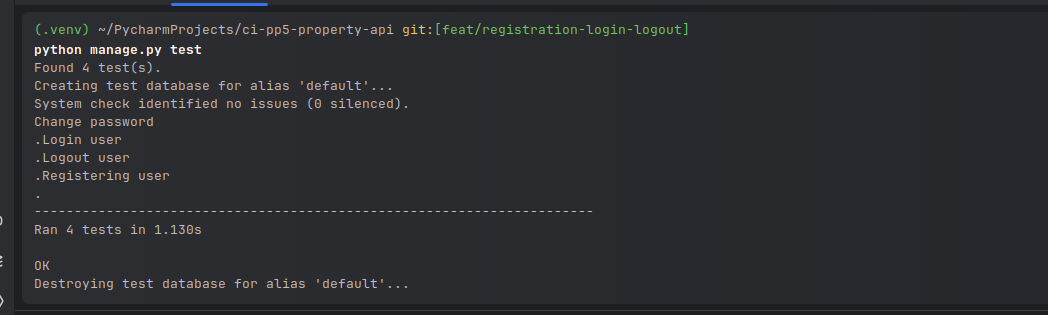 (.venv) ~/PycharmProjects/ci-pp5-property-api git:[feat/registration-login-logout]
python manage.py test
Found 4 test(s).
Creating test database for alias 'default'...
System check identified no issues (0 silenced).
Change password
.Login user
.Logout user
.Registering user
.
----------------------------------------------------------------------
Ran 4 tests in 1.130s
OK
Destroying test database for alias 'default'...